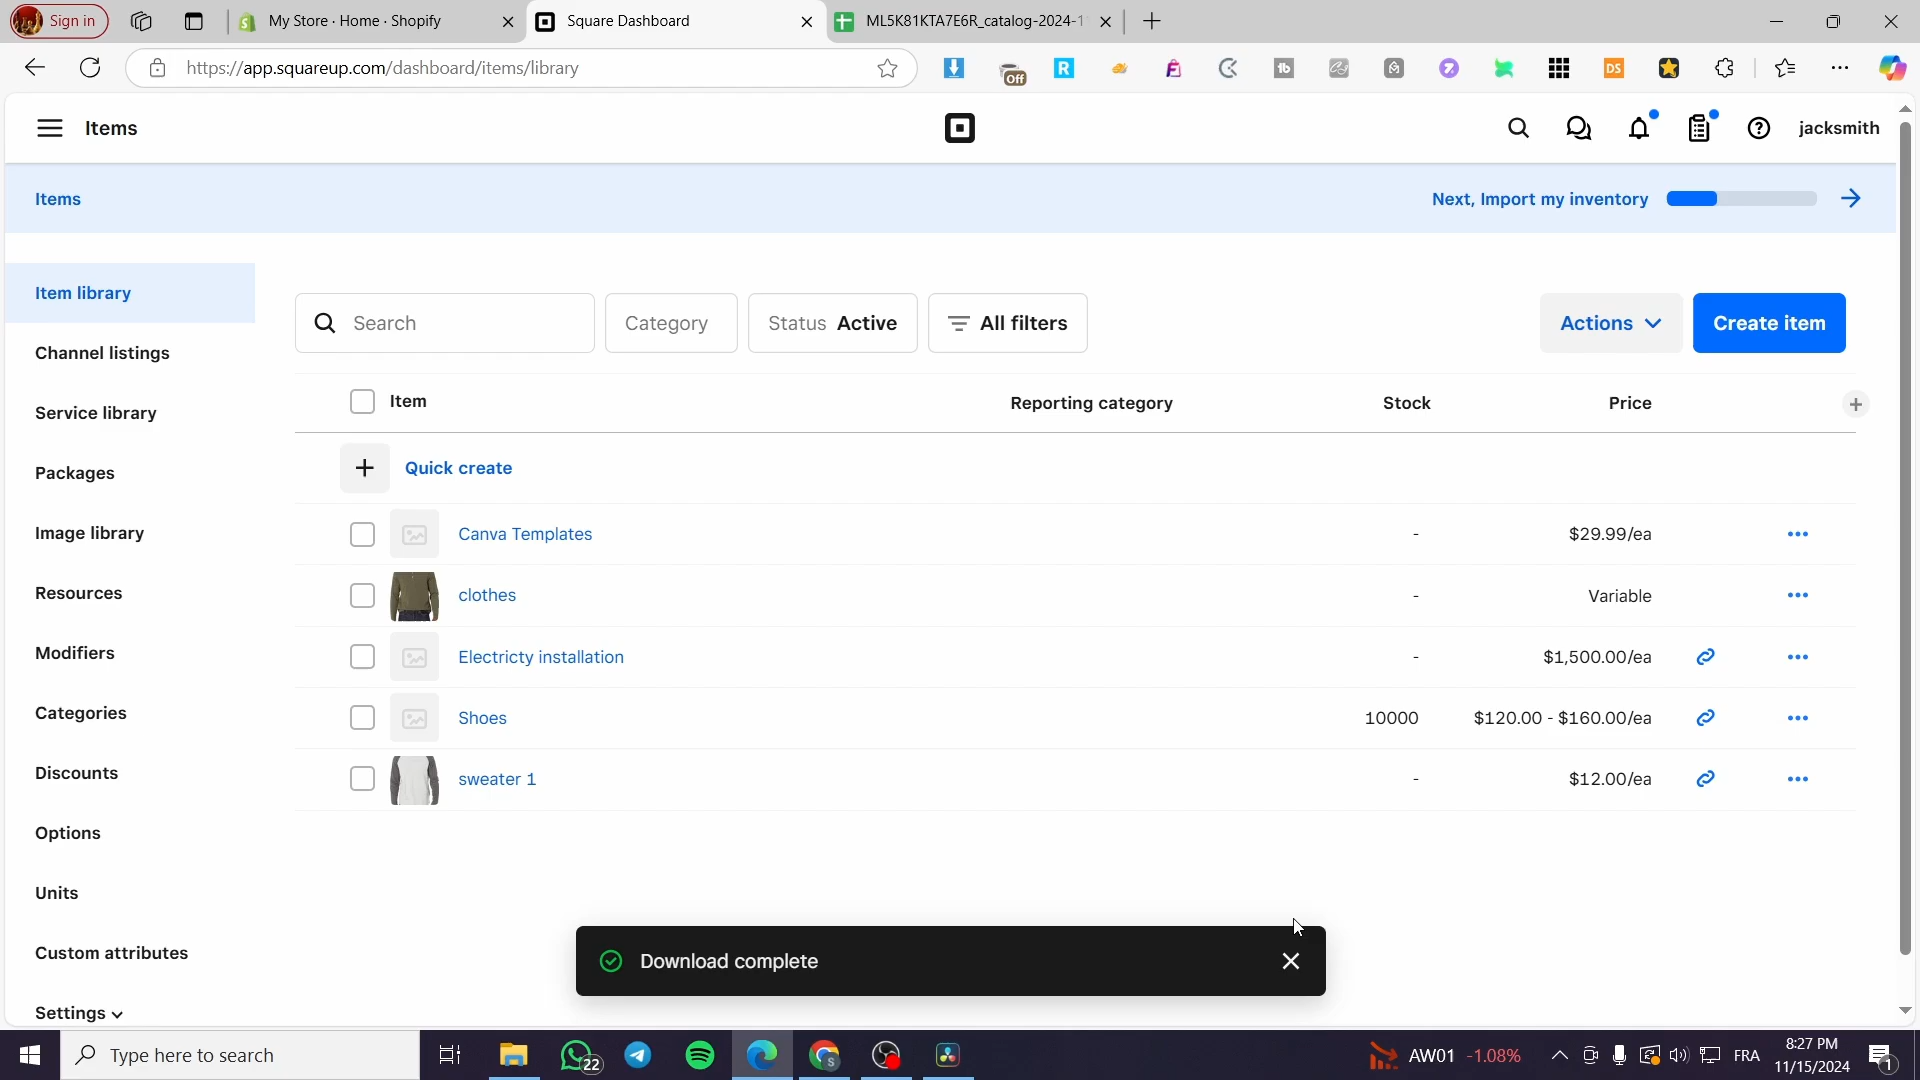 Sign in
My Store · Home · Shopify
Square Dashboard
ML5K81KTA7E6R_catalog-2024-1
https://app.squareup.com/dashboard/items/library
Off
Items
jacksmith
Items
Next, Import my inventory
Item library
Channel listings
Service library
Packages
Image library
Resources
Modifiers
Categories
Discounts
Options
Units
Custom attributes
Settings
Search
Category
Status Active
All filters
Actions
Create item
Item
Reporting category
Stock
Price
Quick create
Canva Templates - $29.99/ea
clothes - Variable
Electricty installation - $1,500.00/ea
Shoes 10000 $120.00 - $160.00/ea
sweater 1 - $12.00/ea
Download complete
Type here to search
22
AW01 -1.08%
FRA
8:27 PM
11/15/2024
1